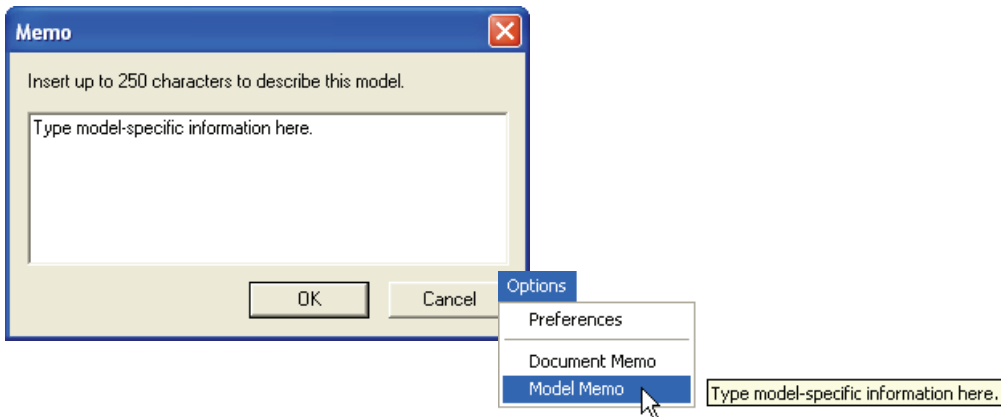 Memo
Insert up to 250 characters to describe this model.
Type model-specific information here.
OK Cancel
Options
Preferences
Document Memo
Model Memo
Type model-specific information here.